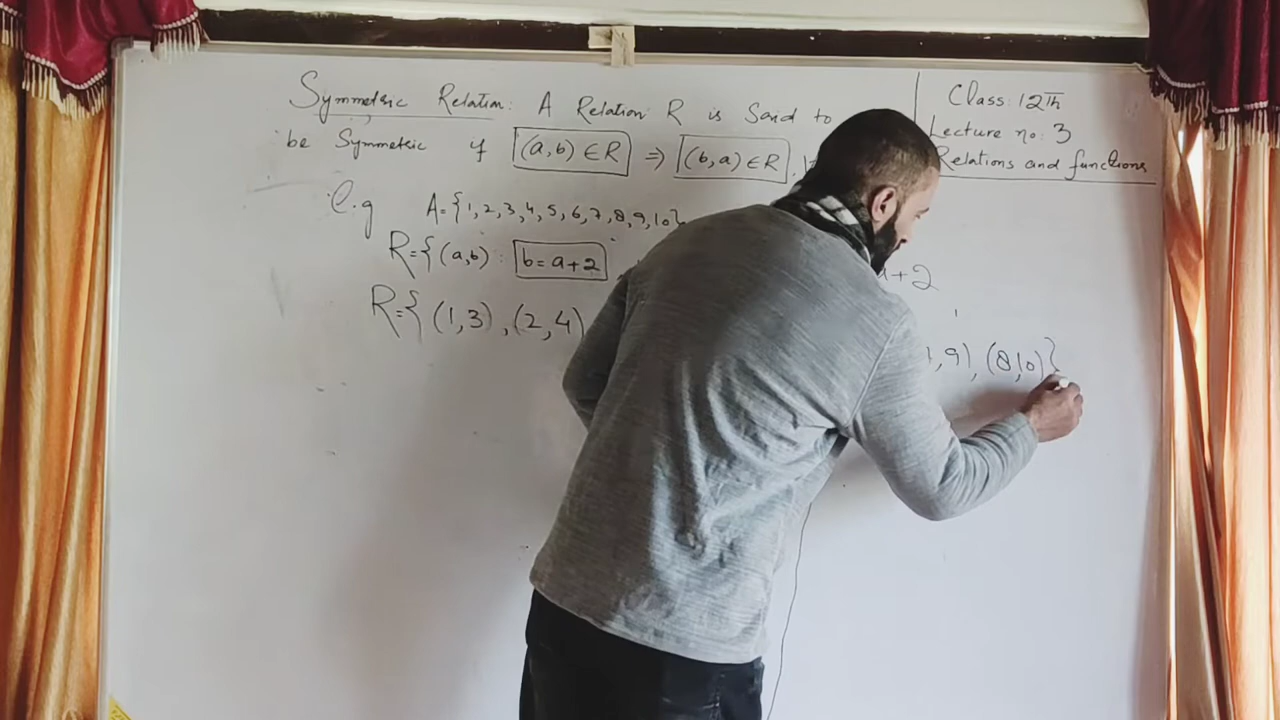 Symmetric Relation: A Relation R is Said to
be Symmetric if (a,b) ∈ R ⇒ (b,a) ∈ R,
Class: 12th
Lecture no: 3
Relations and functions
e.g A={1,2,3,4,5,6,7,8,9,10}
R={(a,b) : b=a+2
a+2
R={(1,3),(2,4)
,9),(8,10)}